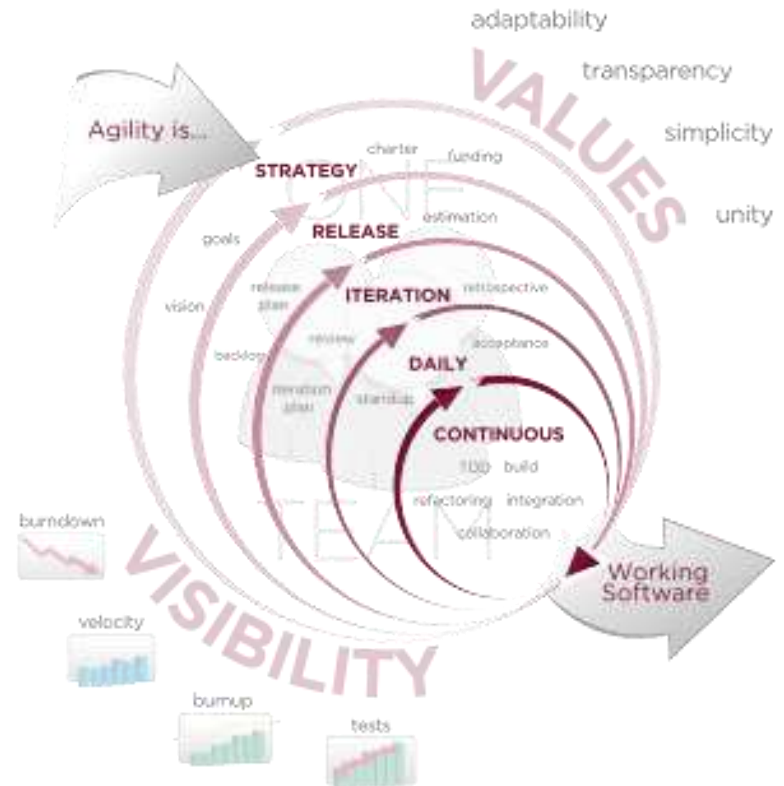 adaptability
transparency
simplicity
unity
VALUES
Agility is...
ONE
STRATEGY
charter
funding
goals
vision
RELEASE
estimation
release
plan
backlog
ITERATION
retrospective
review
iteration
plan
DAILY
acceptance
standup
CONTINUOUS
TDD build
refactoring integration
collaboration
TEAM
Working
Software
VISIBILITY
burndown
velocity
burnup
tests